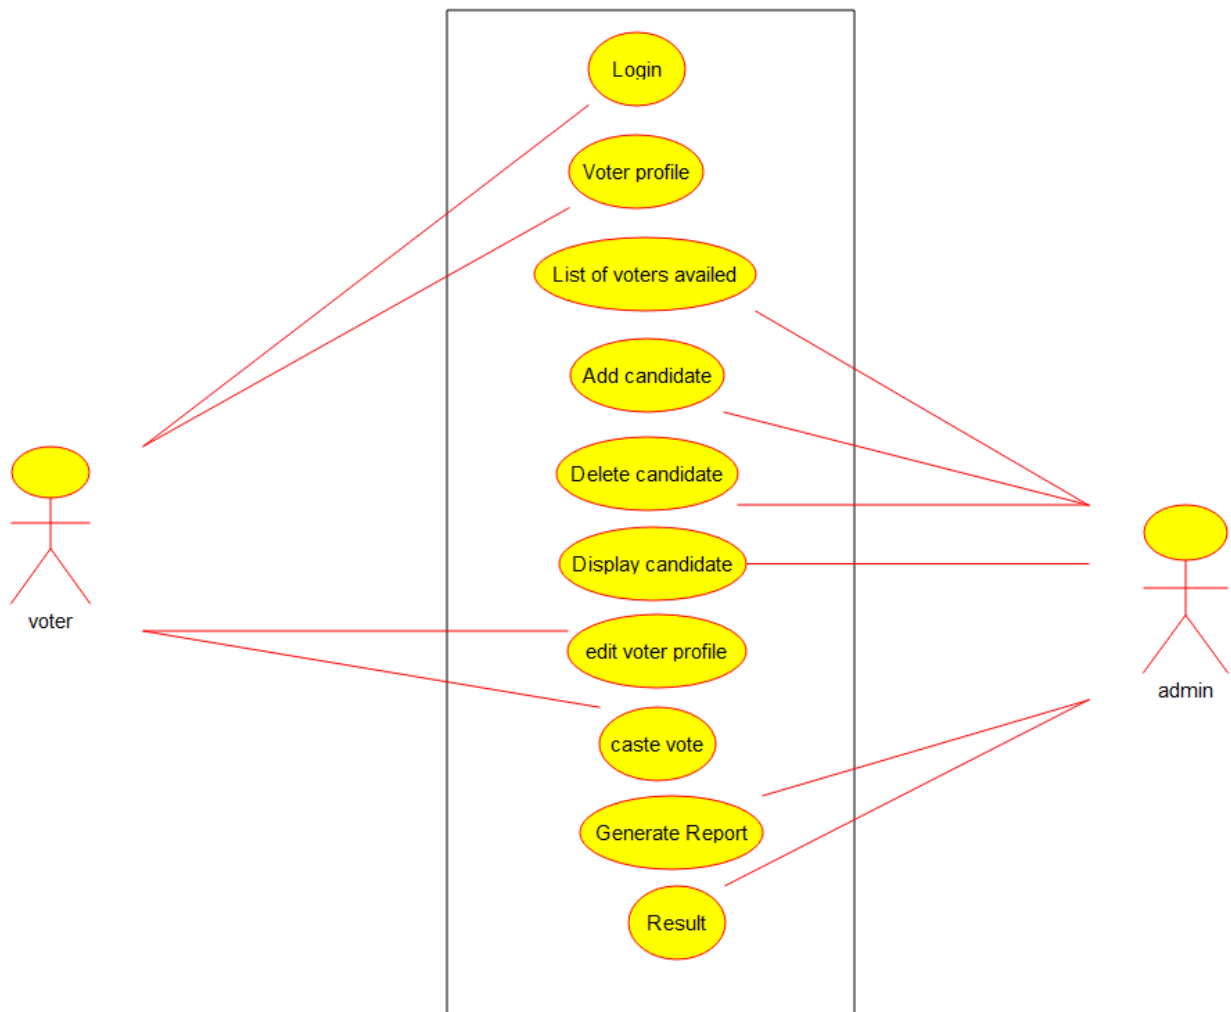 Login
Voter profile
List of voters availed
Add candidate
Delete candidate
Display candidate
edit voter profile
caste vote
Generate Report
Result
voter
admin